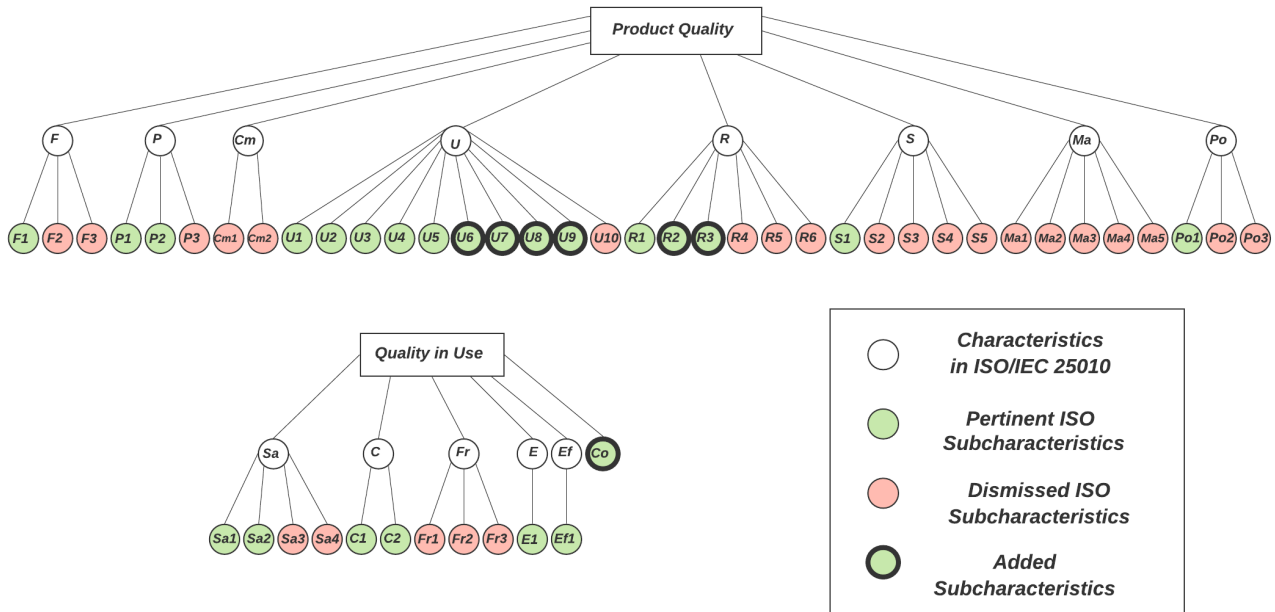 Product Quality
F P Cm U R S Ma Po
F1 F2 F3 P1 P2 P3 Cm1 Cm2 U1 U2 U3 U4 U5 U6 U7 U8 U9 U10 R1 R2 R3 R4 R5 R6 S1 S2 S3 S4 S5 Ma1 Ma2 Ma3 Ma4 Ma5 Po1 Po2 Po3
Quality in Use
Sa C Fr E Ef Co
Sa1 Sa2 Sa3 Sa4 C1 C2 Fr1 Fr2 Fr3 E1 Ef1
Characteristics
in ISO/IEC 25010
Pertinent ISO
Subcharacteristics
Dismissed ISO
Subcharacteristics
Added
Subcharacteristics